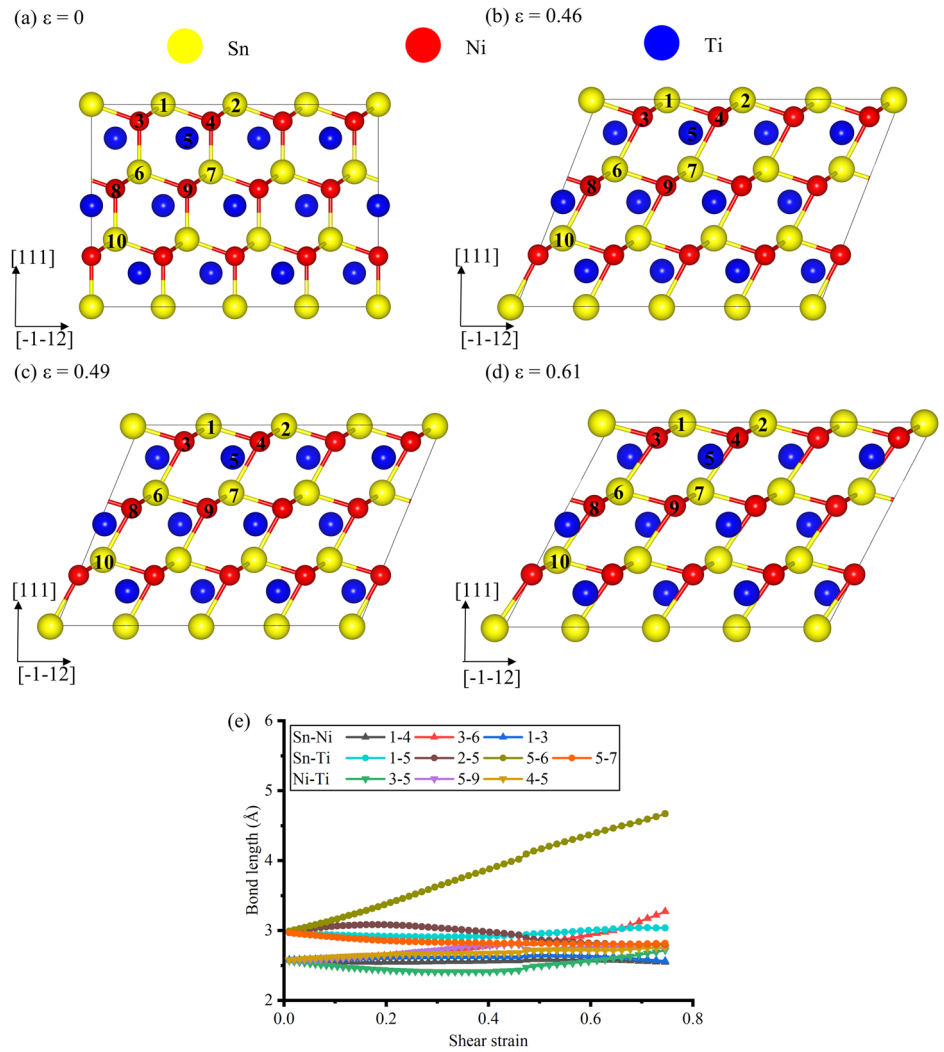 (a) ε = 0
(b) ε = 0.46
Sn
Ni
Ti
1 2
3 4
5
6 7
8 9
10
[111]
[-1-12]
1 2
3 4
5
6 7
8 9
10
[111]
[-1-12]
(c) ε = 0.49
(d) ε = 0.61
1 2
3 4
5
6 7
8 9
10
[111]
[-1-12]
1 2
3 4
5
6 7
8 9
10
[111]
[-1-12]
(e)
Sn-Ni 1-4 3-6 1-3
Sn-Ti 1-5 2-5 5-6 5-7
Ni-Ti 3-5 5-9 4-5
6
5
4
3
2
Bond length (Å)
0.0 0.2 0.4 0.6 0.8
Shear strain